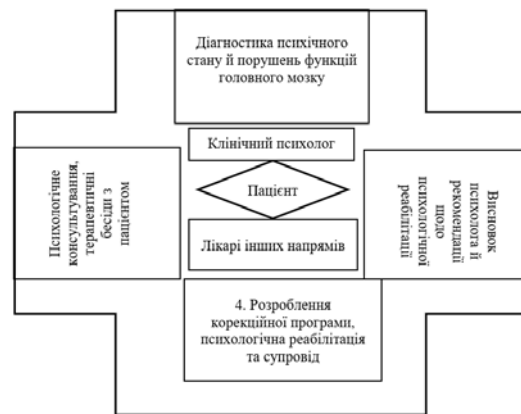 Діагностика психічного
стану й порушень функцій
головного мозку
Клінічний психолог
Психологічне
консультування,
терапевтичні
бесіди з
пацієнтом
Пацієнт
Висновок
психолога й
рекомендації
щодо
психологічної
реабілітації
Лікарі інших напрямів
4. Розроблення
корекційної програми,
психологічна реабілітація
та супровід